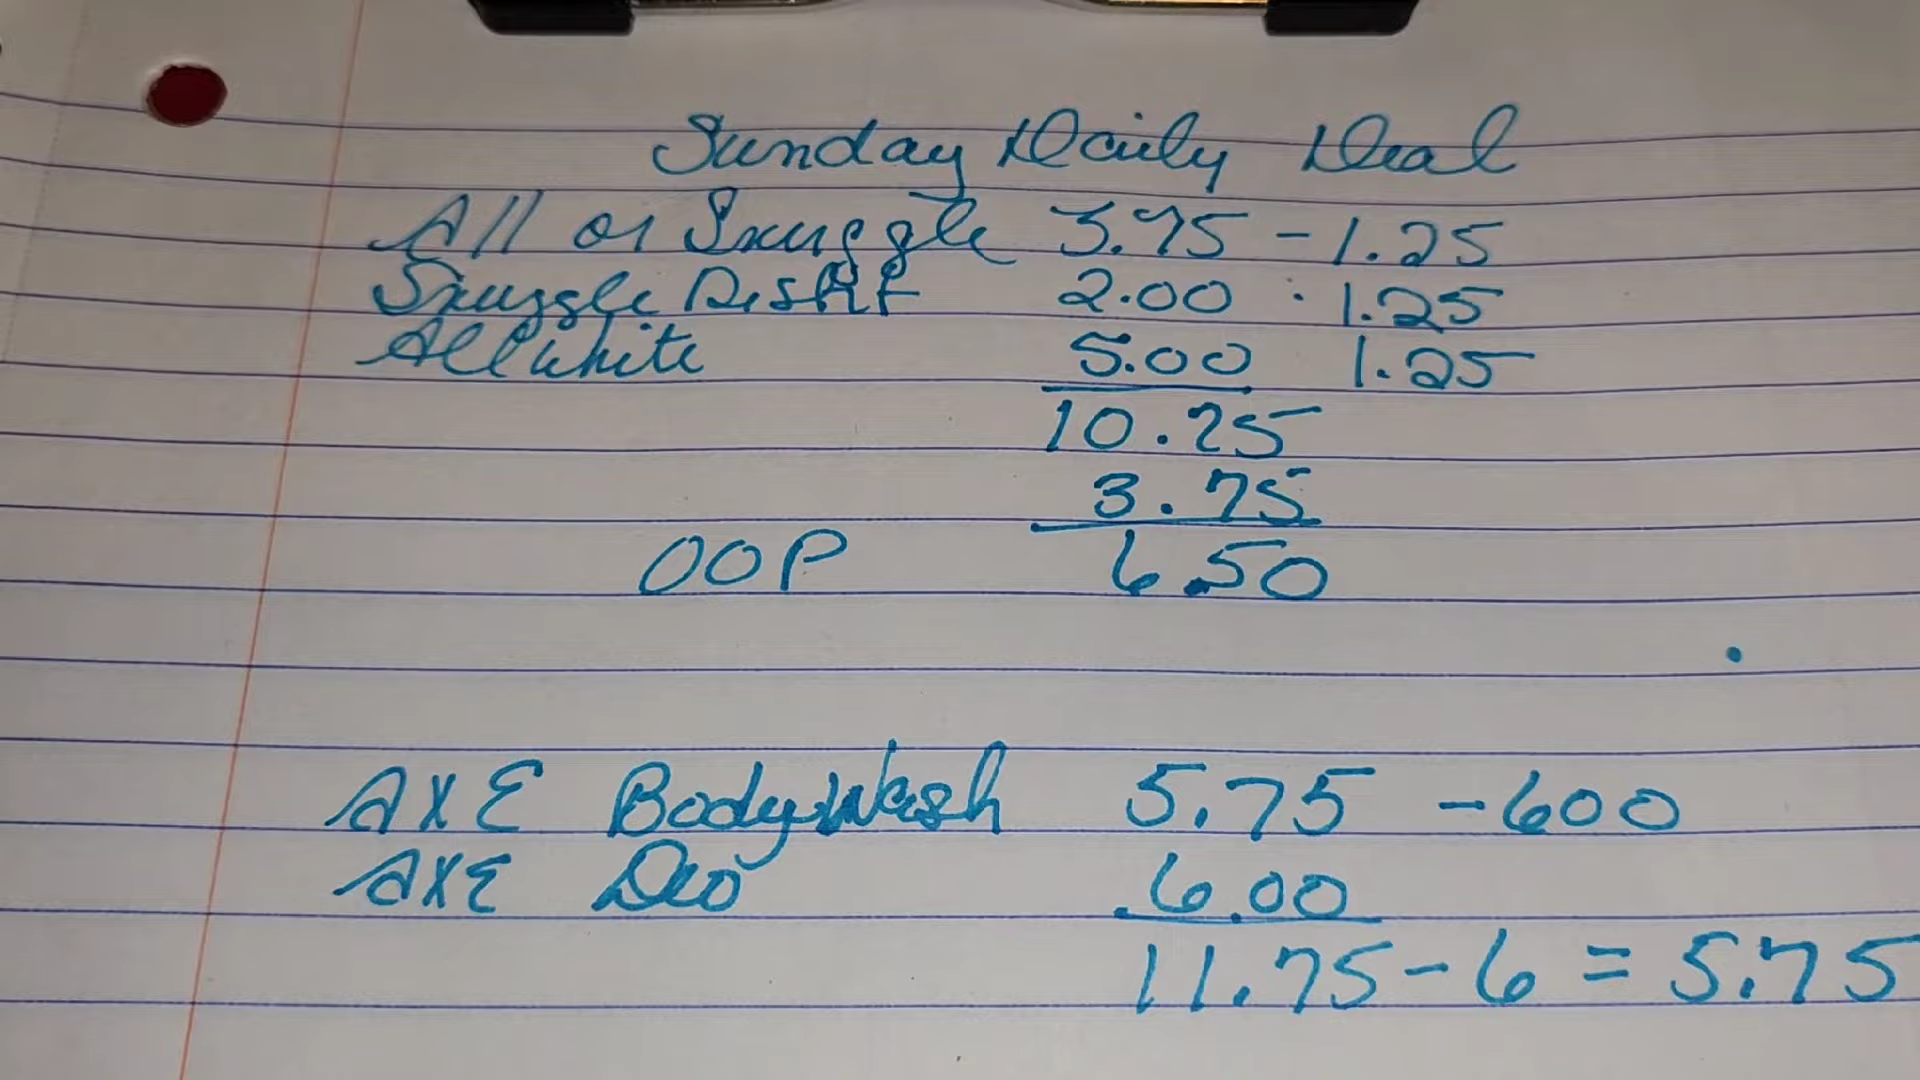 Sunday Daily Deal
All or Snuggle 3.75 - 1.25
Snuggle 2.00 - 1.25
All white 5.00 1.25
10.25
3.75
OOP 6.50
AXE Body Wash 5.75 - 600
AXE Deo 6.00
11.75 - 6 = 5.75